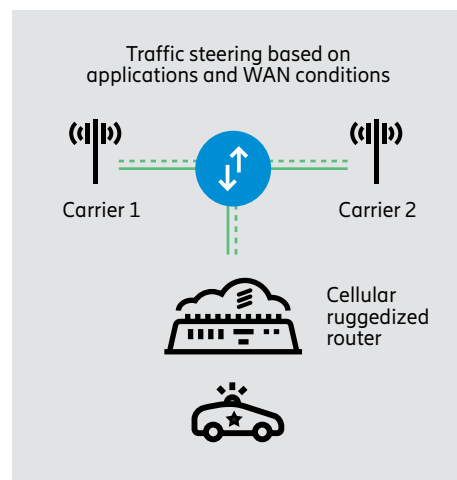 Traffic steering based on
applications and WAN conditions
Carrier 1
Carrier 2
Cellular
ruggedized
router